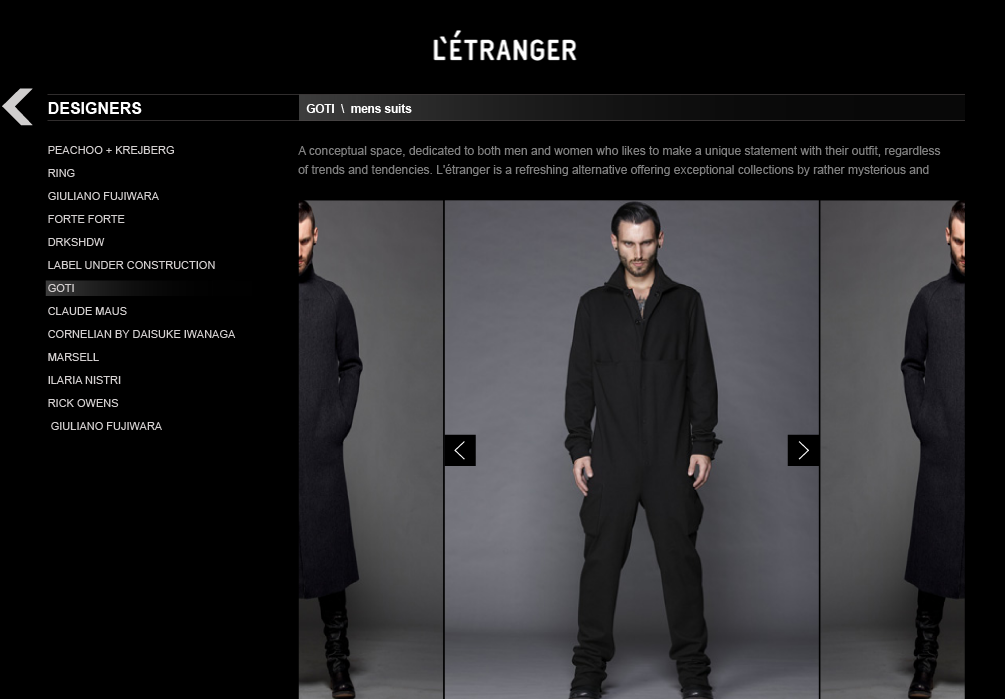 L'ÉTRANGER
DESIGNERS
GOTI \ mens suits
PEACHOO + KREJBERG
RING
GIULIANO FUJIWARA
FORTE FORTE
DRKSHDW
LABEL UNDER CONSTRUCTION
GOTI
CLAUDE MAUS
CORNELIAN BY DAISUKE IWANAGA
MARSELL
ILARIA NISTRI
RICK OWENS
GIULIANO FUJIWARA
A conceptual space, dedicated to both men and women who likes to make a unique statement with their outfit, regardless
of trends and tendencies. L'étranger is a refreshing alternative offering exceptional collections by rather mysterious and